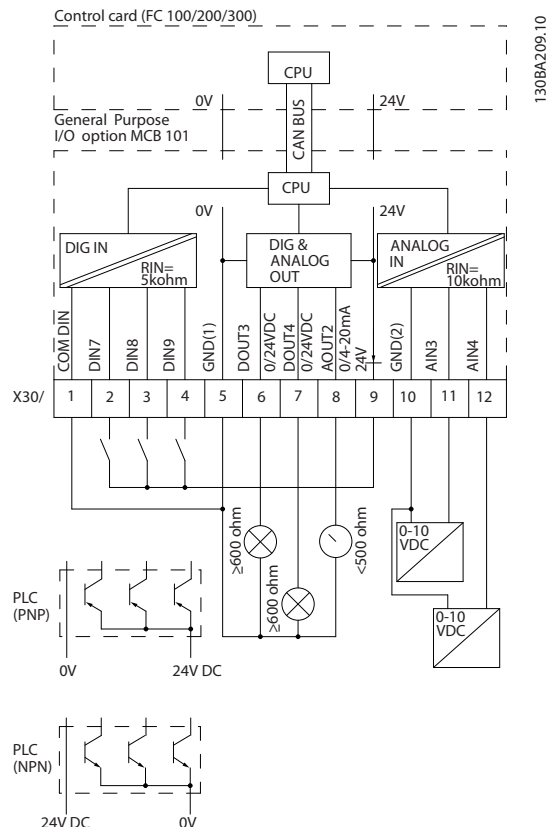 Control card (FC 100/200/300)
130BA209.10
CPU
0V
24V
General Purpose
I/O option MCB 101
CAN BUS
CPU
0V
24V
DIG IN
RIN=
5kohm
DIG &
ANALOG
OUT
ANALOG
IN
RIN=
10kohm
COM DIN
DIN7
DIN8
DIN9
GND(1)
DOUT3
0/24VDC
DOUT4
0/24VDC
AOUT2
0/4-20mA
24V
GND(2)
AIN3
AIN4
X30/ 1 2 3 4 5 6 7 8 9 10 11 12
≥600 ohm
≥600 ohm
<500 ohm
0-10
VDC
0-10
VDC
PLC
(PNP)
0V 24V DC
PLC
(NPN)
24V DC 0V